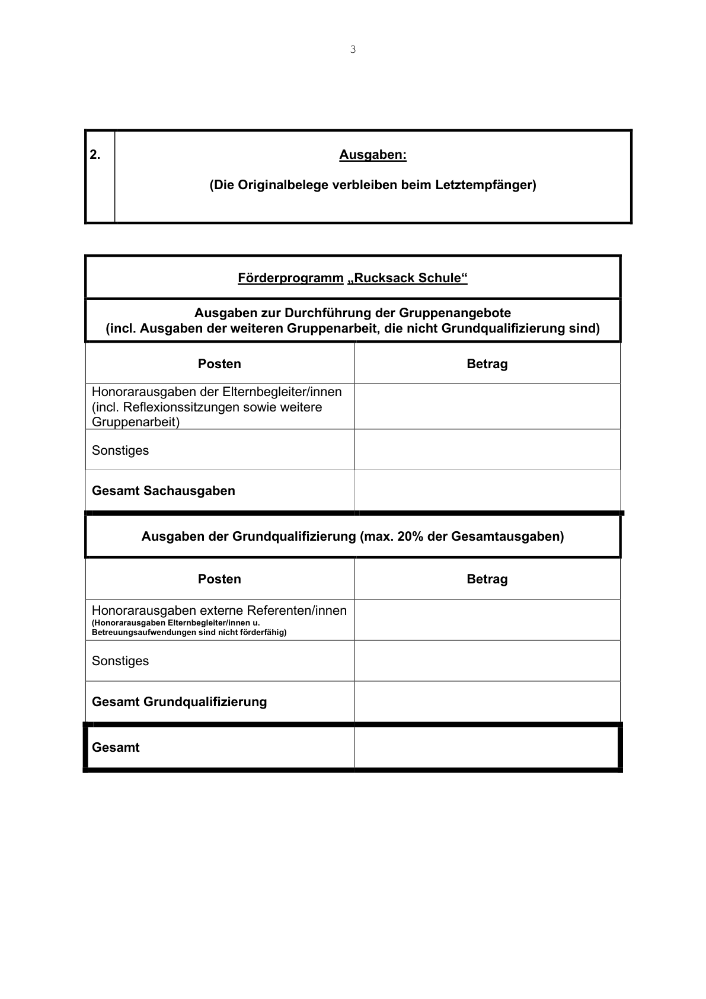 3
2.
Ausgaben:
(Die Originalbelege verbleiben beim Letztempfänger)
Förderprogramm „Rucksack Schule“
Ausgaben zur Durchführung der Gruppenangebote
(incl. Ausgaben der weiteren Gruppenarbeit, die nicht Grundqualifizierung sind)
Posten
Betrag
Honorarausgaben der Elternbegleiter/innen
(incl. Reflexionssitzungen sowie weitere
Gruppenarbeit)
Sonstiges
Gesamt Sachausgaben
Ausgaben der Grundqualifizierung (max. 20% der Gesamtausgaben)
Posten
Betrag
Honorarausgaben externe Referenten/innen
(Honorarausgaben Elternbegleiter/innen u.
Betreuungsaufwendungen sind nicht förderfähig)
Sonstiges
Gesamt Grundqualifizierung
Gesamt